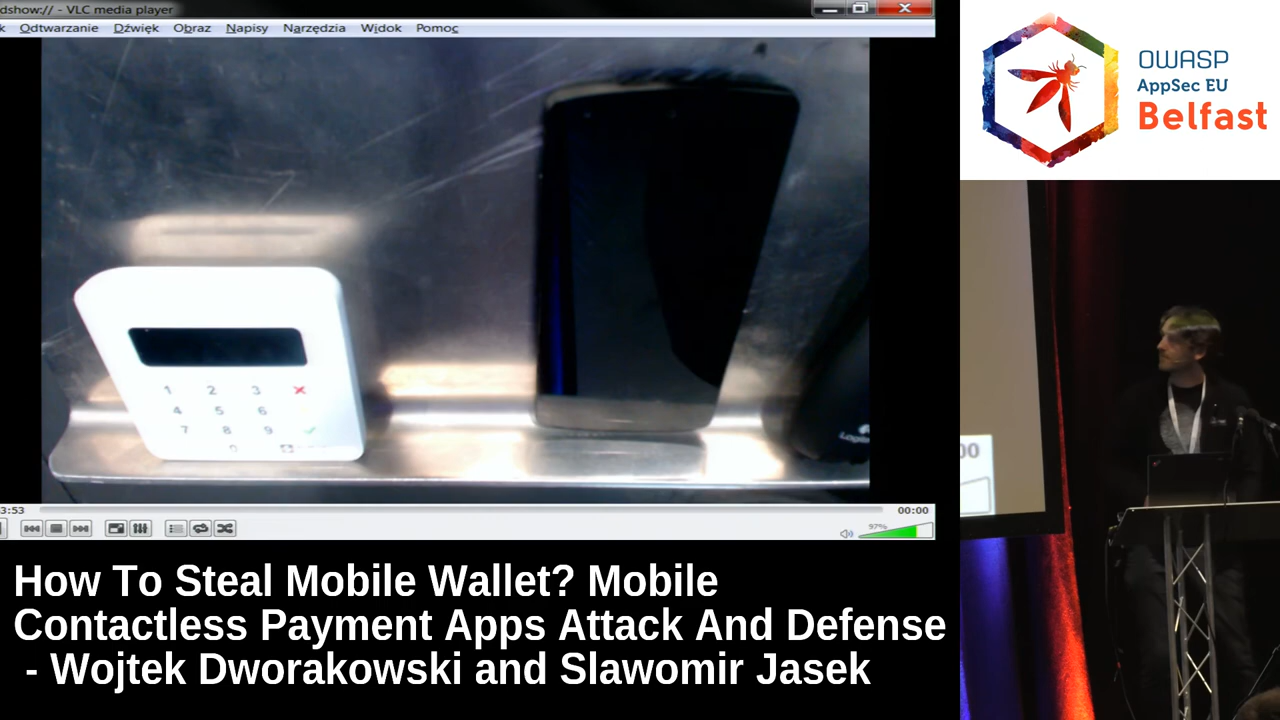 dshow:// - VLC media player
k Odtwarzanie Dźwięk Obraz Napisy Narzędzia Widok Pomoc
OWASP
AppSec EU
Belfast
1 2 3
4 5 6
7 8 9
0
3:53
00:00
97%
00
How To Steal Mobile Wallet? Mobile
Contactless Payment Apps Attack And Defense
- Wojtek Dworakowski and Slawomir Jasek